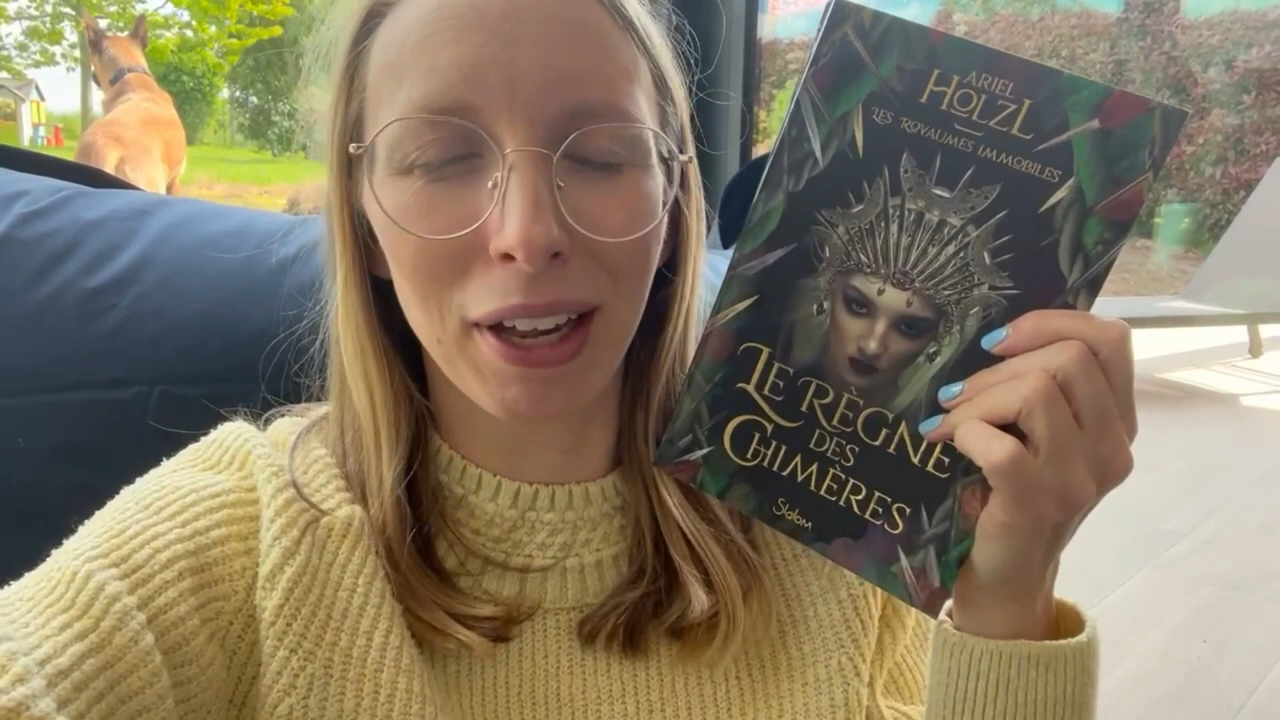 ARIEL
HOLZL
LES ROYAUMES IMMOBILES
LE RÈGNE
DES
CHIMÈRES
Slalom